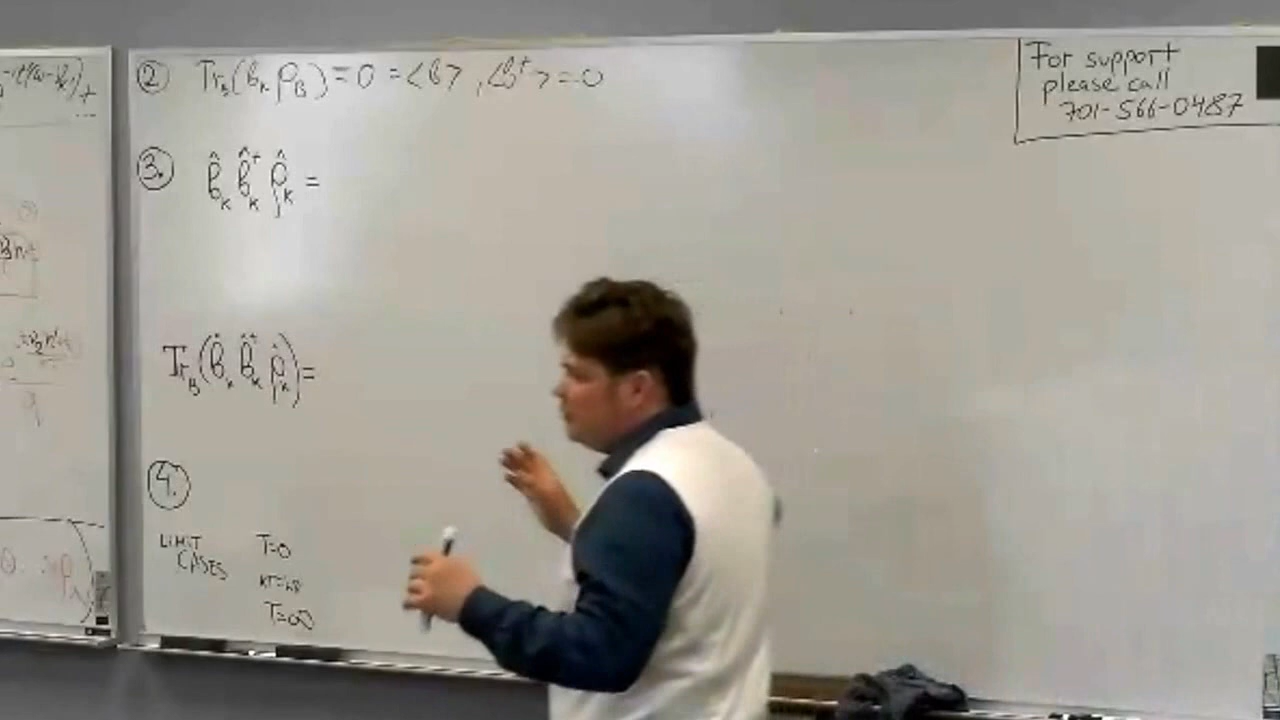 ② Tr_B(b_k ρ_B) = 0 = <b>, <b†> = 0
③. b̂_k b̂_k† ρ̂_k =
Tr_B(b̂_k b̂_k† ρ̂_k) =
④.
LIMIT CASES
T=0
T=∞
For support
please call
701-566-0487